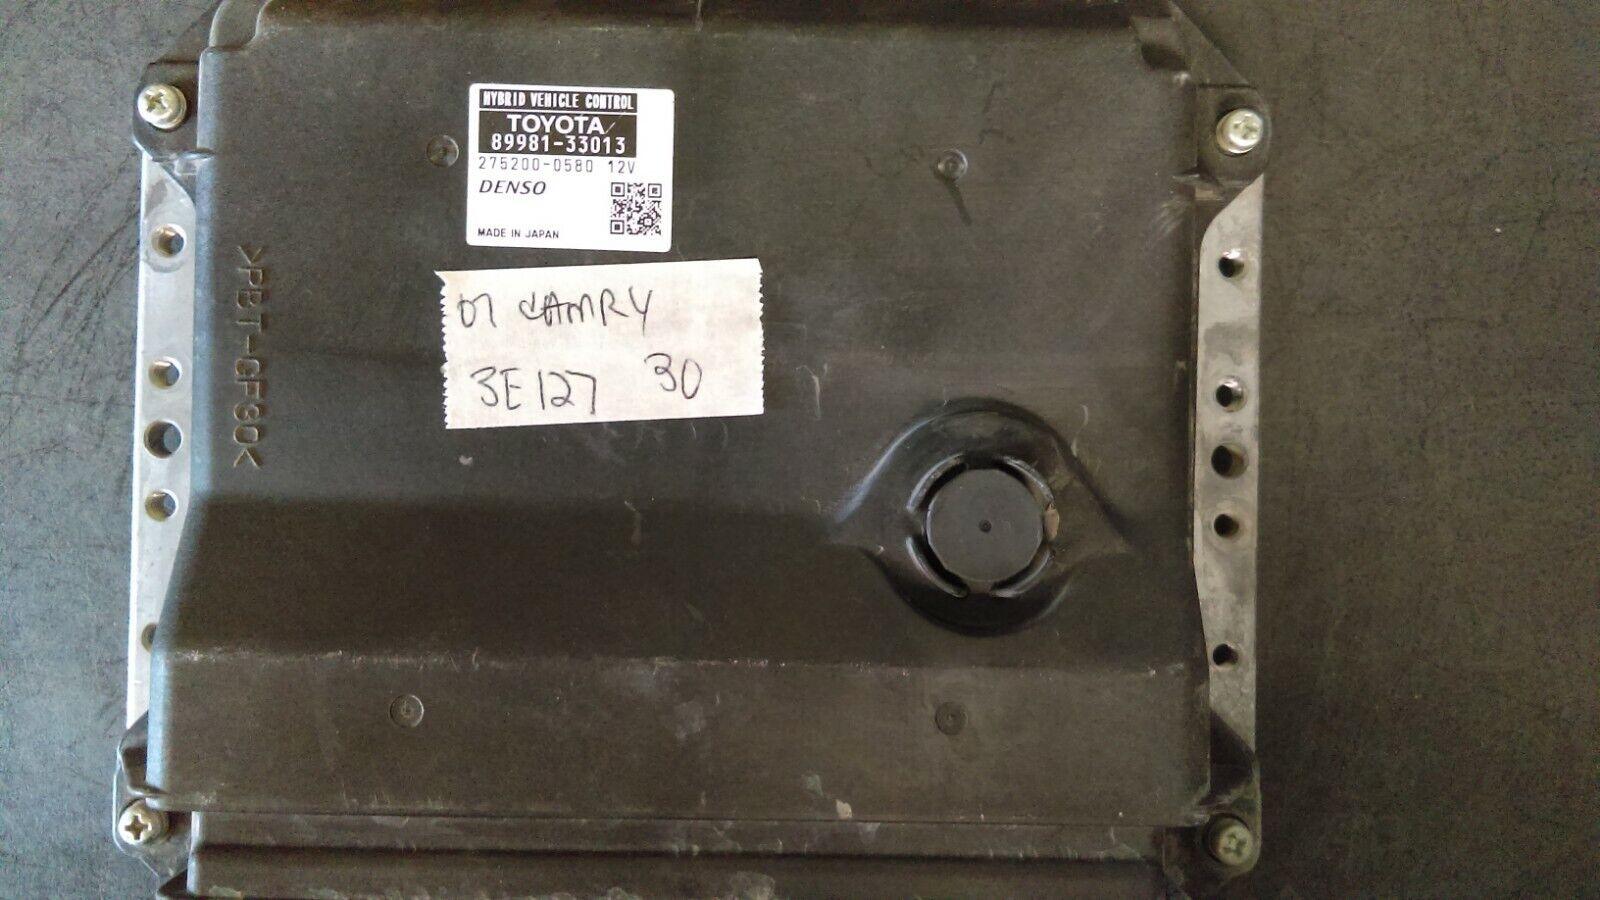 HYBRID VEHICLE CONTROL
TOYOTA
89981-33013
275200-0580 12V
DENSO
MADE IN JAPAN
07 CAMRY
3E127 30
>PBT-GF30<